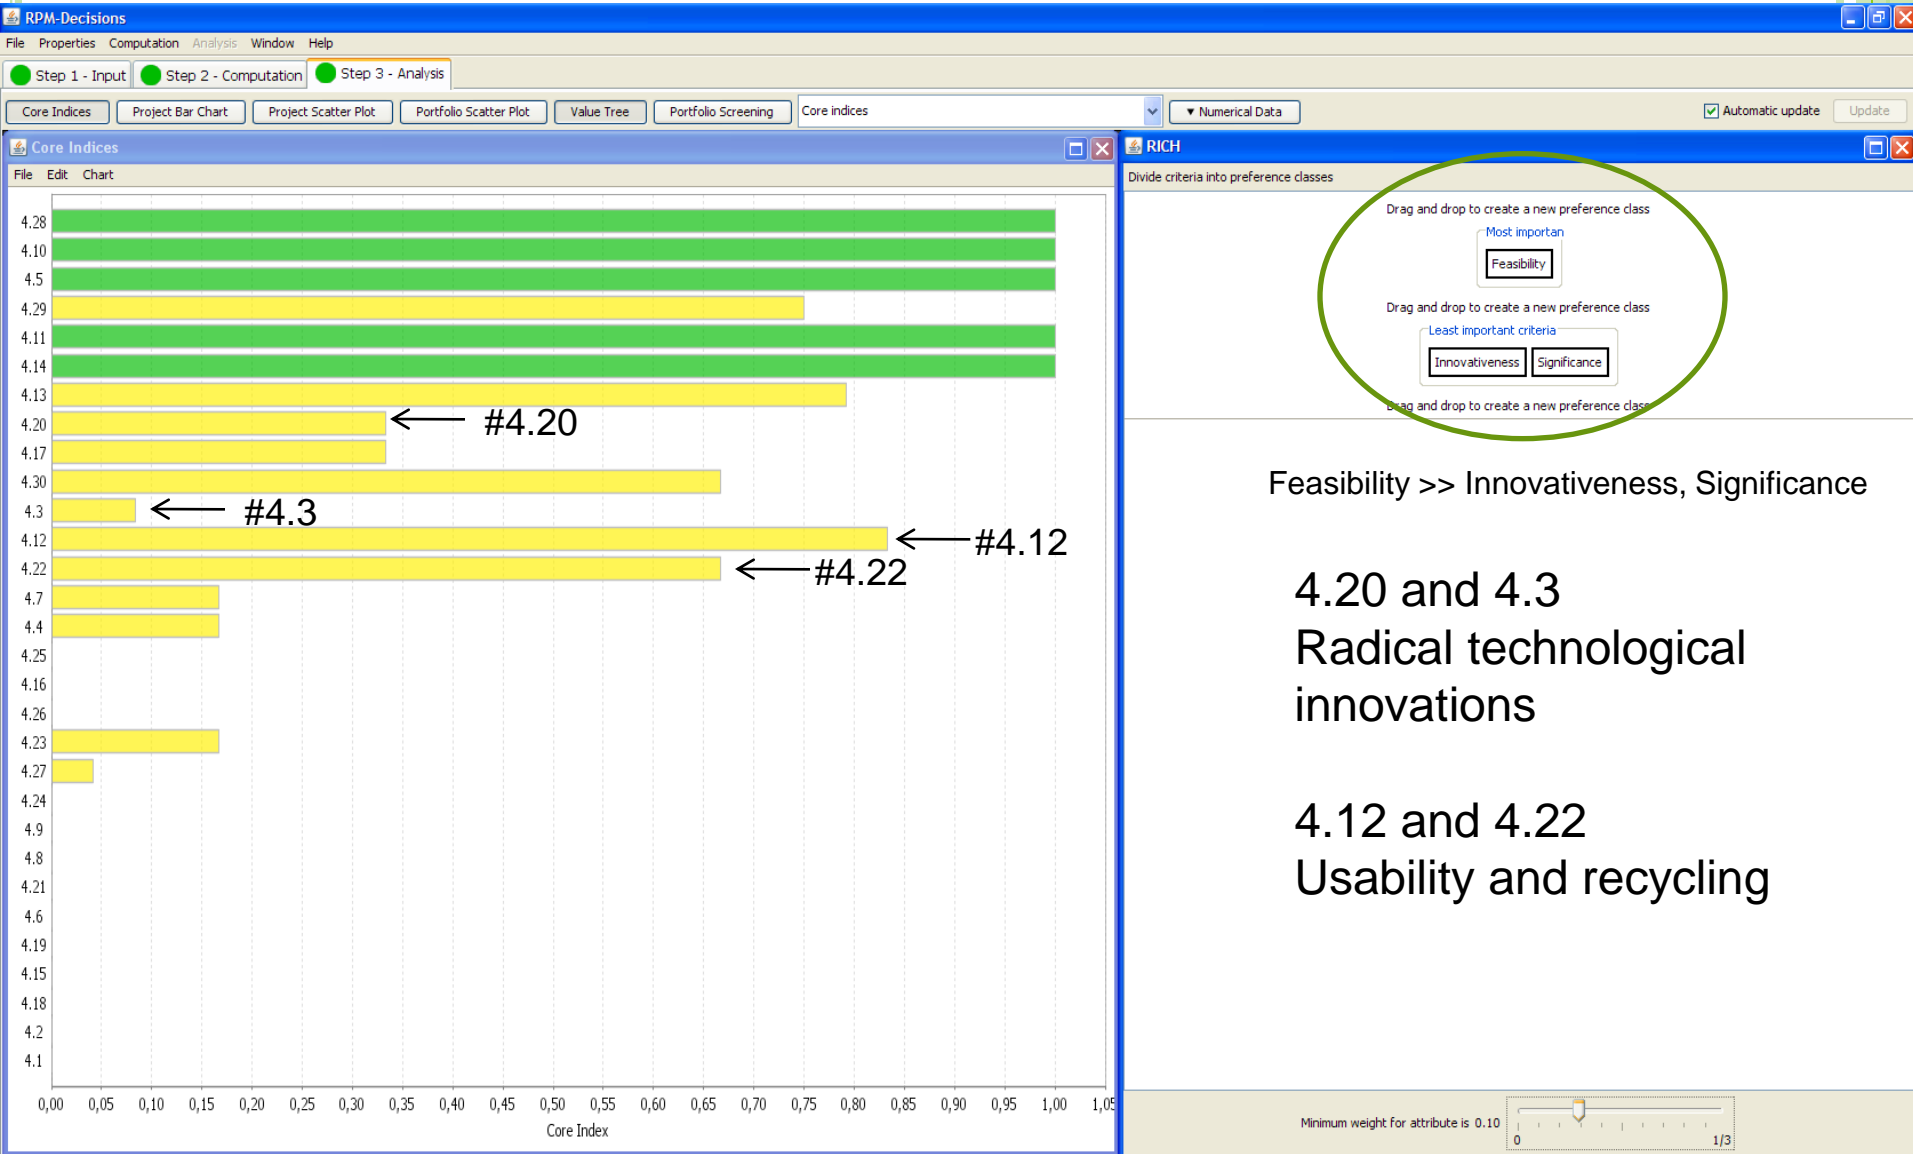 RPM-Decisions
File Properties Computation Analysis Window Help
Step 1 - Input Step 2 - Computation Step 3 - Analysis
Core Indices Project Bar Chart Project Scatter Plot Portfolio Scatter Plot Value Tree Portfolio Screening Core indices ▼ Numerical Data Automatic update Update
Core Indices
File Edit Chart
4.28
4.10
4.5
4.29
4.11
4.14
4.13
4.20 #4.20
4.17
4.30
4.3 #4.3
4.12 #4.12
4.22 #4.22
4.7
4.4
4.25
4.16
4.26
4.23
4.27
4.24
4.9
4.8
4.21
4.6
4.19
4.15
4.18
4.2
4.1
0,00 0,05 0,10 0,15 0,20 0,25 0,30 0,35 0,40 0,45 0,50 0,55 0,60 0,65 0,70 0,75 0,80 0,85 0,90 0,95 1,00 1,05
Core Index
RICH
Divide criteria into preference classes
Drag and drop to create a new preference class
Most importan
Feasibility
Drag and drop to create a new preference class
Least important criteria
Innovativeness Significance
Drag and drop to create a new preference class
Feasibility >> Innovativeness, Significance
4.20 and 4.3
Radical technological
innovations
4.12 and 4.22
Usability and recycling
Minimum weight for attribute is 0.10
0 1/3